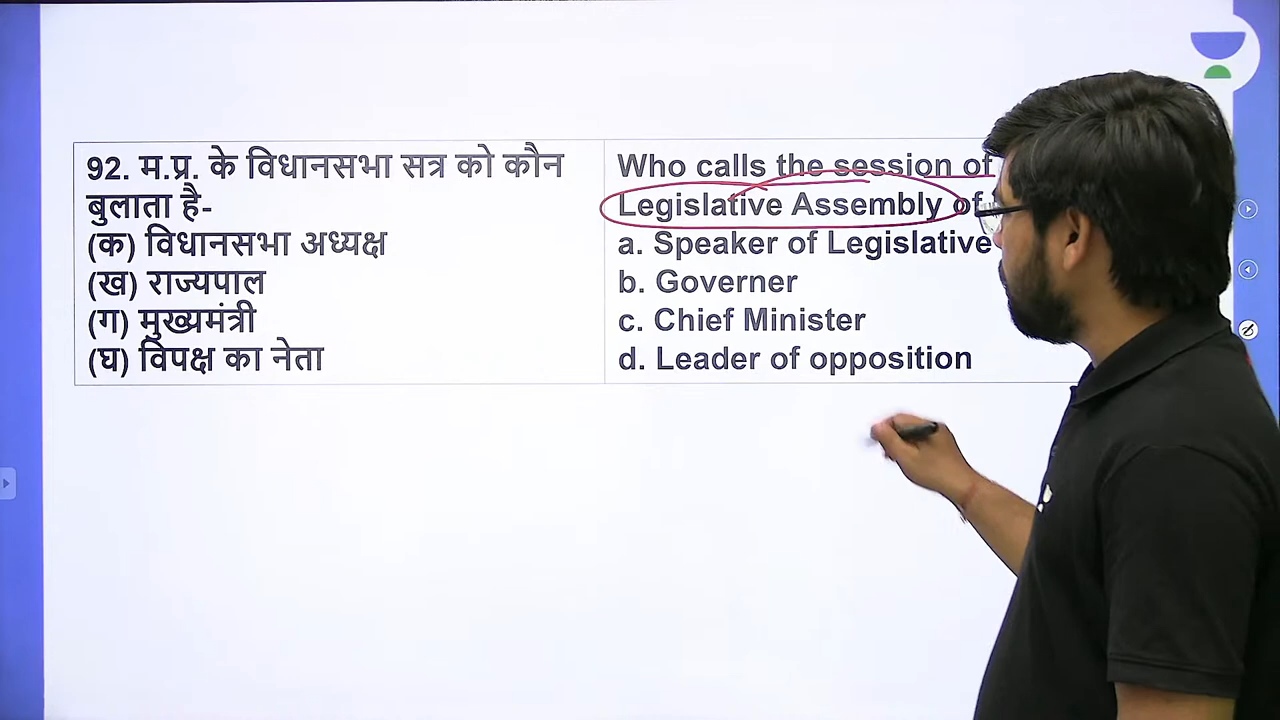 92. म.प्र. के विधानसभा सत्र को कौन
बुलाता है-
(क) विधानसभा अध्यक्ष
(ख) राज्यपाल
(ग) मुख्यमंत्री
(घ) विपक्ष का नेता
Who calls the session of
Legislative Assembly of
a. Speaker of Legislative
b. Governer
c. Chief Minister
d. Leader of opposition